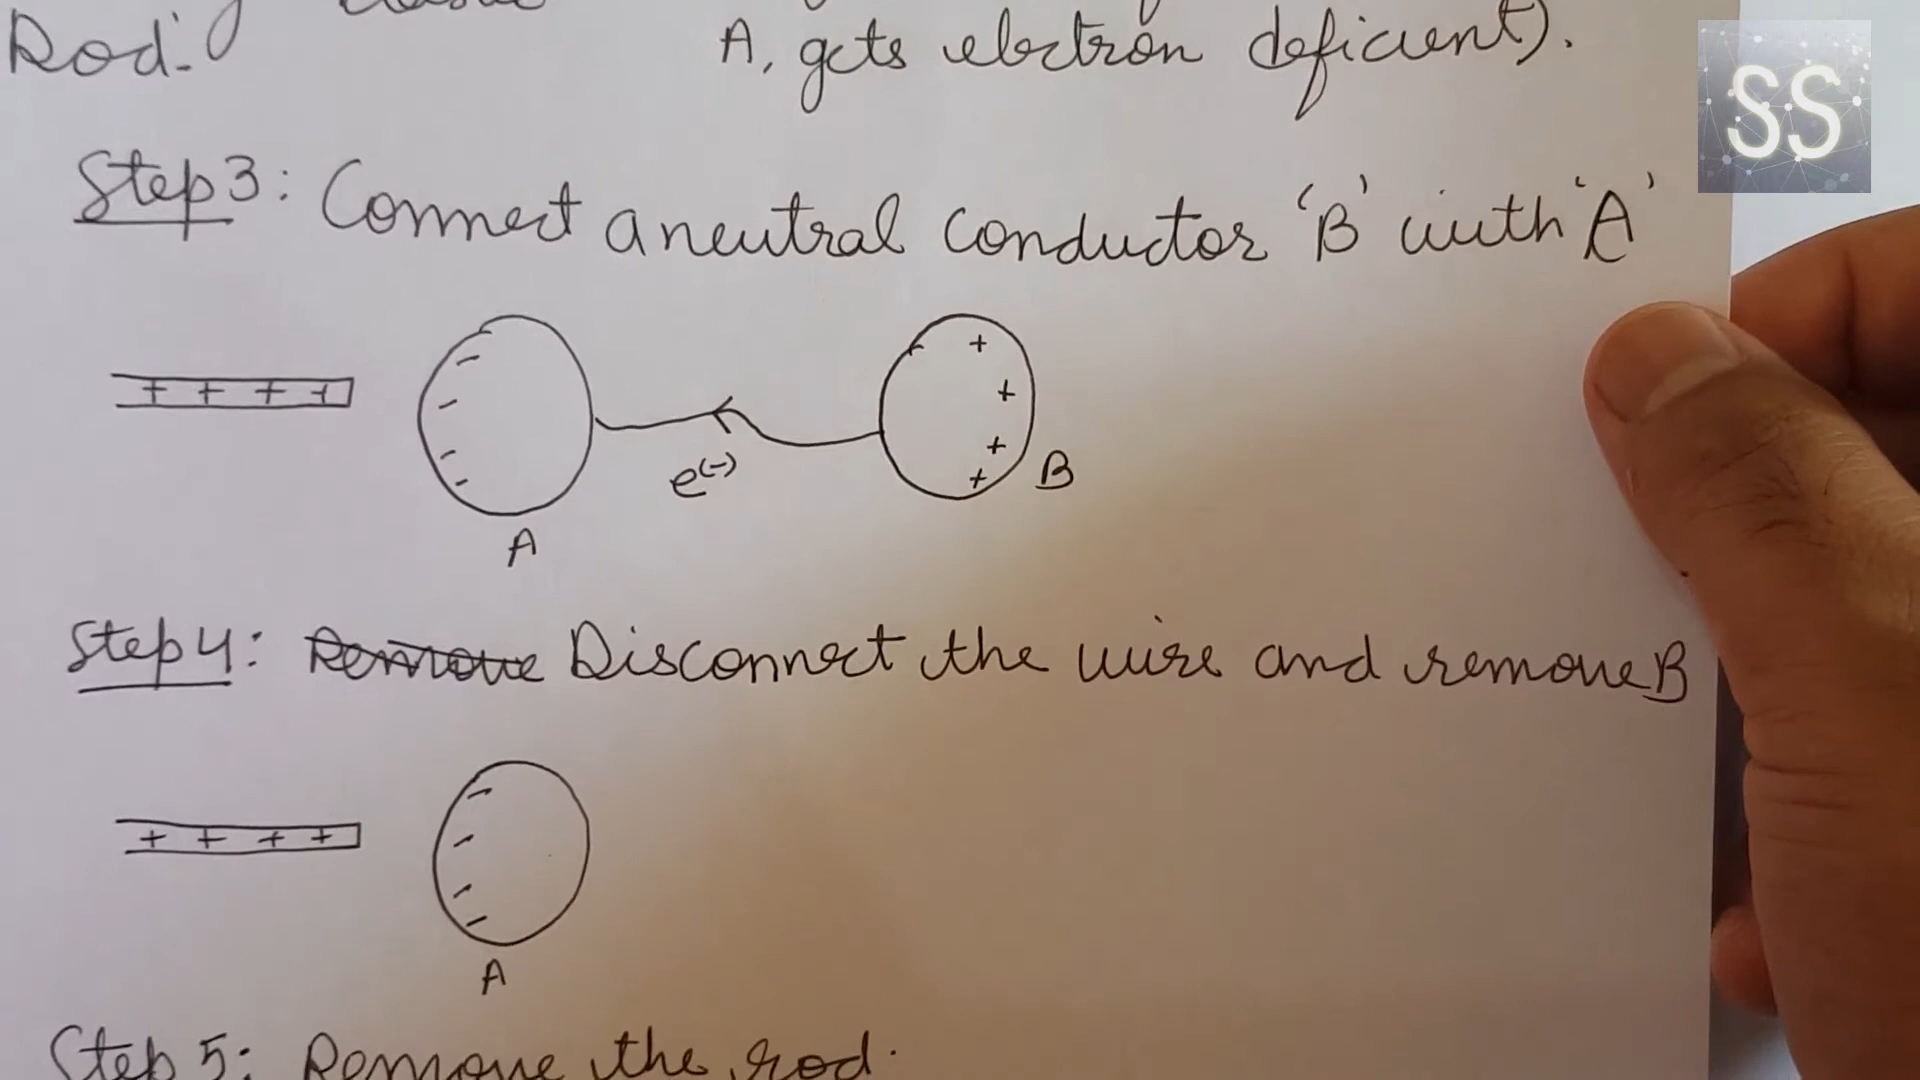 Rod:
A, gets electron deficient).
SS
Step 3: Connect a neutral conductor 'B' with 'A'
+ + + +
- - - -
+ + + +
e(-)
B
A
Step 4: Remove Disconnect the wire and remove B
+ + + +
- - - -
A
Step 5: Remove the rod.